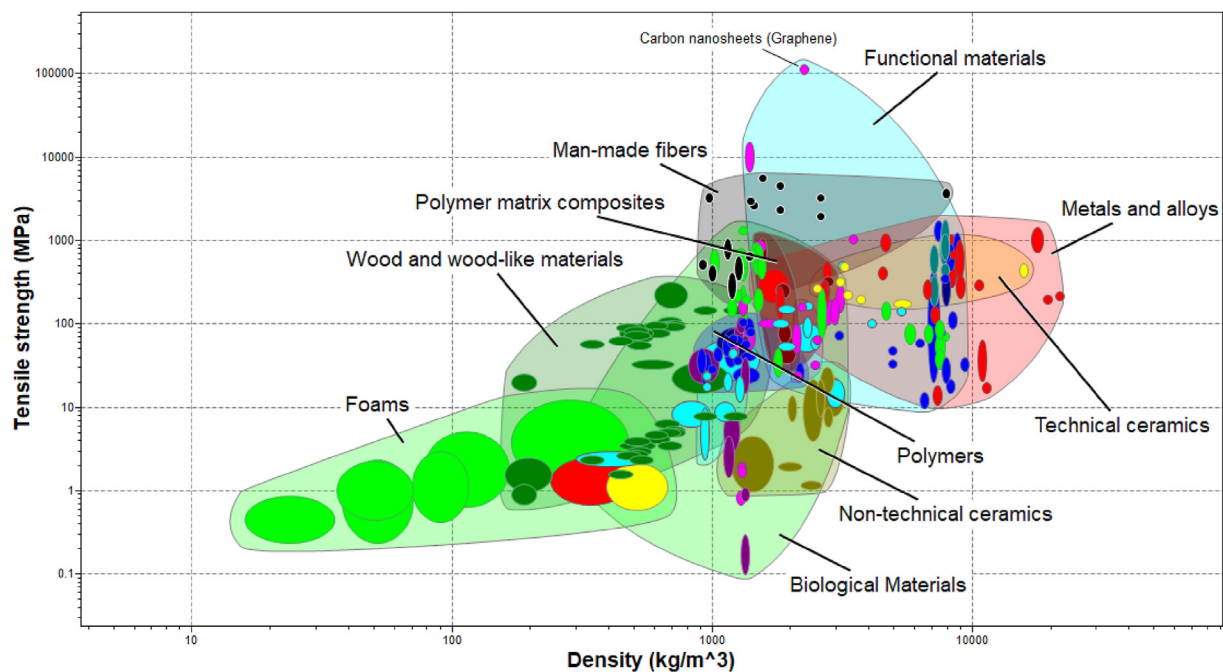 Carbon nanosheets (Graphene)
Functional materials
100000
Man-made fibers
10000
Polymer matrix composites
Metals and alloys
1000
Wood and wood-like materials
100
Foams
10
Technical ceramics
Polymers
1
Non-technical ceramics
0.1
Biological Materials
Tensile strength (MPa)
10
100
1000
10000
Density (kg/m^3)